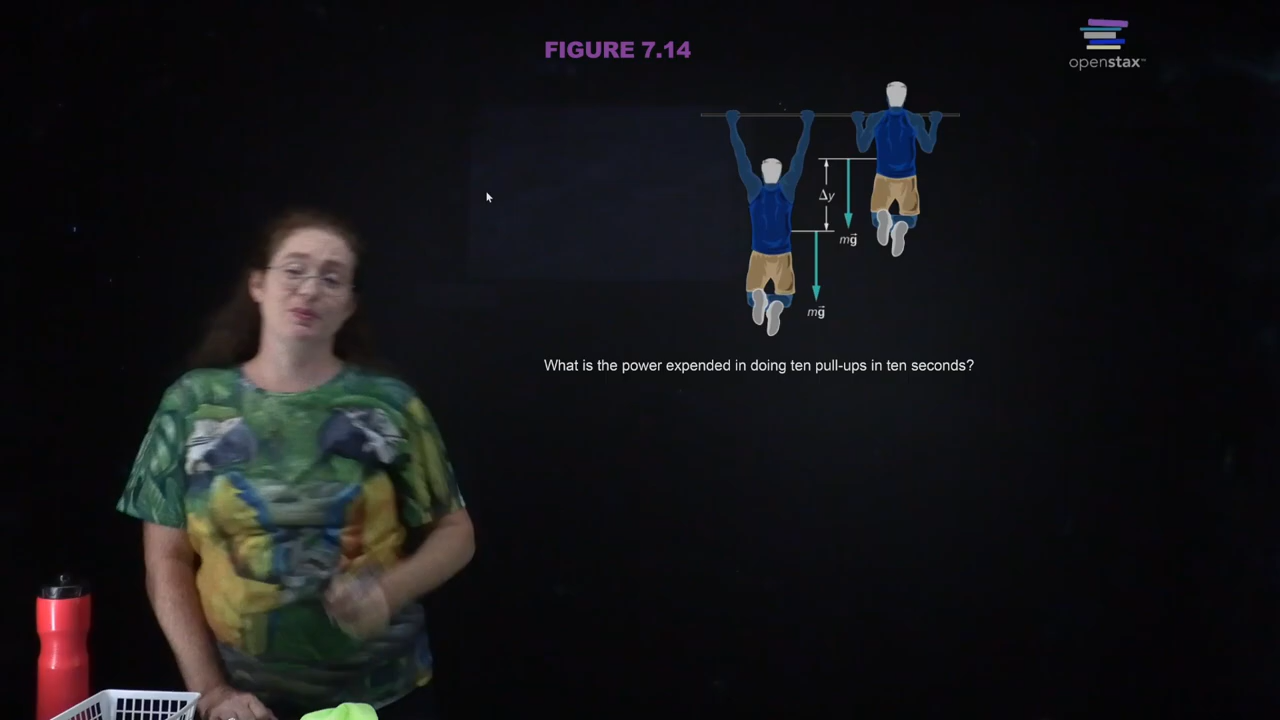 FIGURE 7.14
openstax™
Δy
mg⃗
mg⃗
What is the power expended in doing ten pull-ups in ten seconds?